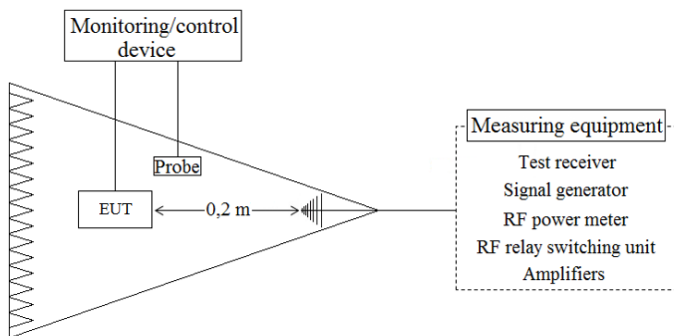 Monitoring/control
device
Probe
EUT
0,2 m
Measuring equipment
Test receiver
Signal generator
RF power meter
RF relay switching unit
Amplifiers